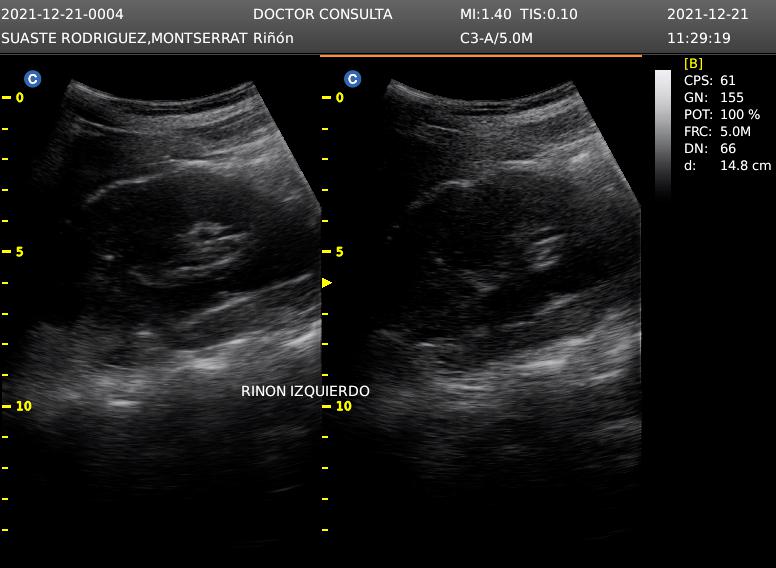 2021-12-21-0004 DOCTOR CONSULTA MI:1.40 TIS:0.10 2021-12-21
SUASTE RODRIGUEZ,MONTSERRAT Riñón C3-A/5.0M 11:29:19
C C [B]
0 0 CPS: 61
GN: 155
POT: 100 %
FRC: 5.0M
DN: 66
d: 14.8 cm
5 5
RINON IZQUIERDO
10 10